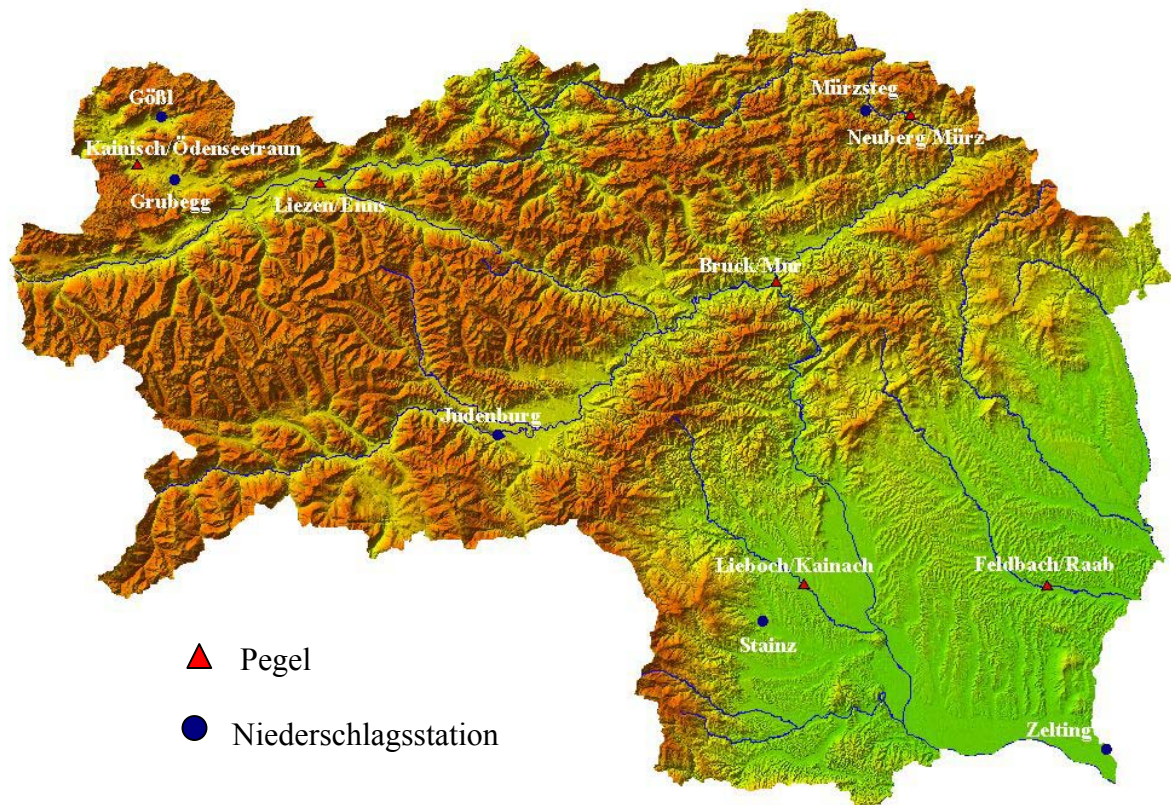 Gößl
Mürzsteg
Kainisch/Ödenseetraun
Neuberg/Mürz
Grubegg
Liezen/Enns
Bruck/Mur
Judenburg
Lieboch/Kainach
Feldbach/Raab
Stainz
Pegel
Niederschlagsstation
Zelting